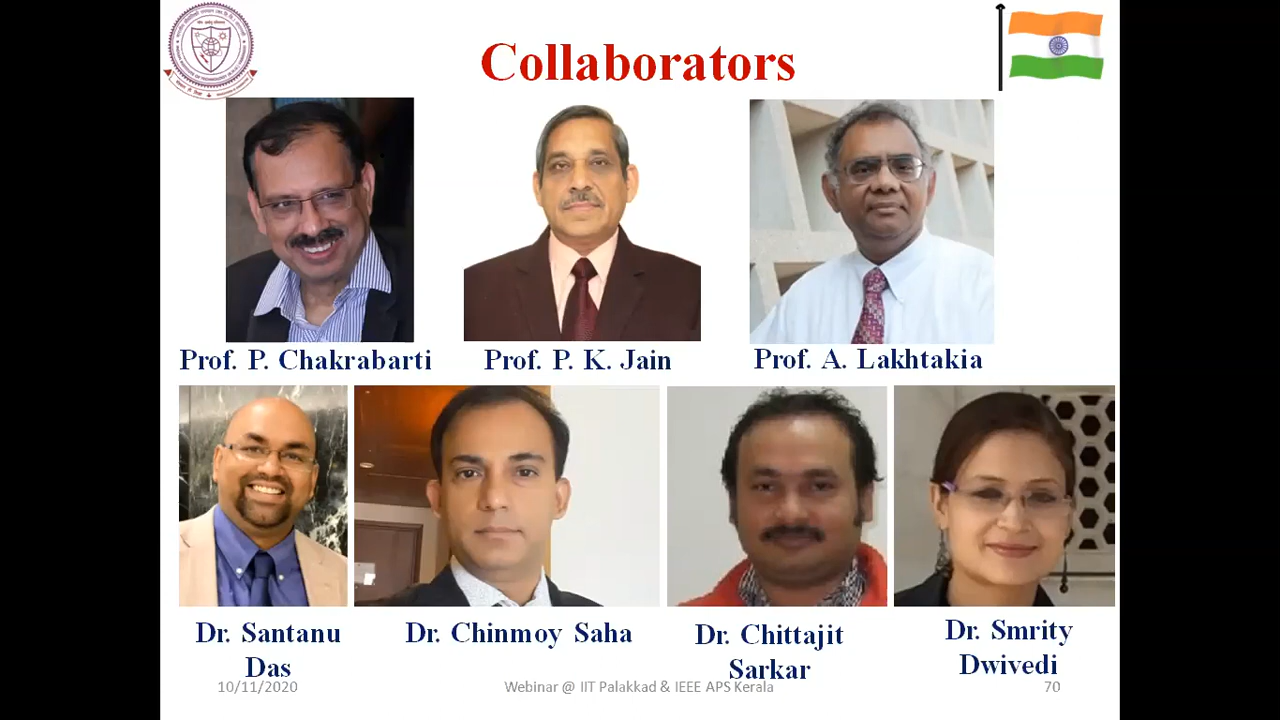 Collaborators
Prof. P. Chakrabarti
Prof. P. K. Jain
Prof. A. Lakhtakia
Dr. Santanu
Das
Dr. Chinmoy Saha
Dr. Chittajit
Sarkar
Dr. Smrity
Dwivedi
10/11/2020
Webinar @ IIT Palakkad & IEEE APS Kerala
70